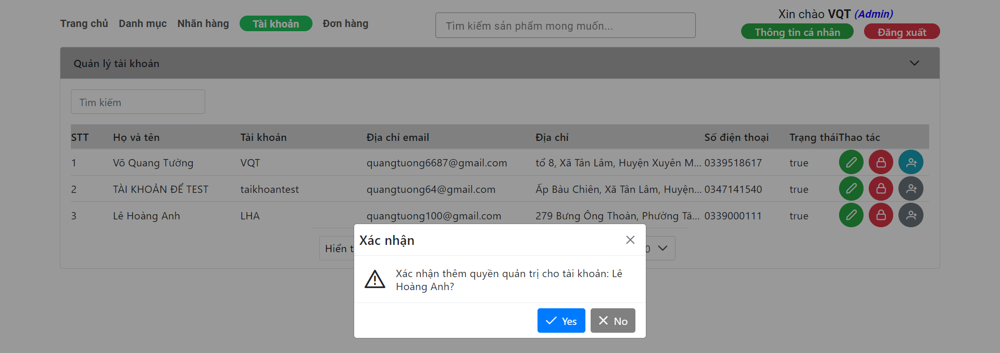 Trang chủ Danh mục Nhãn hàng Tài khoản Đơn hàng
Tìm kiếm sản phẩm mong muốn...
Xin chào VQT (Admin)
Thông tin cá nhân Đăng xuất
Quản lý tài khoản
Tìm kiếm
STT Họ và tên Tài khoản Địa chỉ email Địa chỉ Số điện thoại Trạng thái Thao tác
1 Võ Quang Tường VQT quangtuong6687@gmail.com tổ 8, Xã Tân Lâm, Huyện Xuyên M... 0339518617 true
2 TÀI KHOẢN ĐỂ TEST taikhoantest quangtuong64@gmail.com Ấp Bàu Chiên, Xã Tân Lâm, Huyện... 0347141540 true
3 Lê Hoàng Anh LHA quangtuong100@gmail.com 279 Bưng Ông Thoàn, Phường Tă... 0339000111 true
Hiển t
0
Xác nhận
Xác nhận thêm quyền quản trị cho tài khoản: Lê
Hoàng Anh?
Yes No